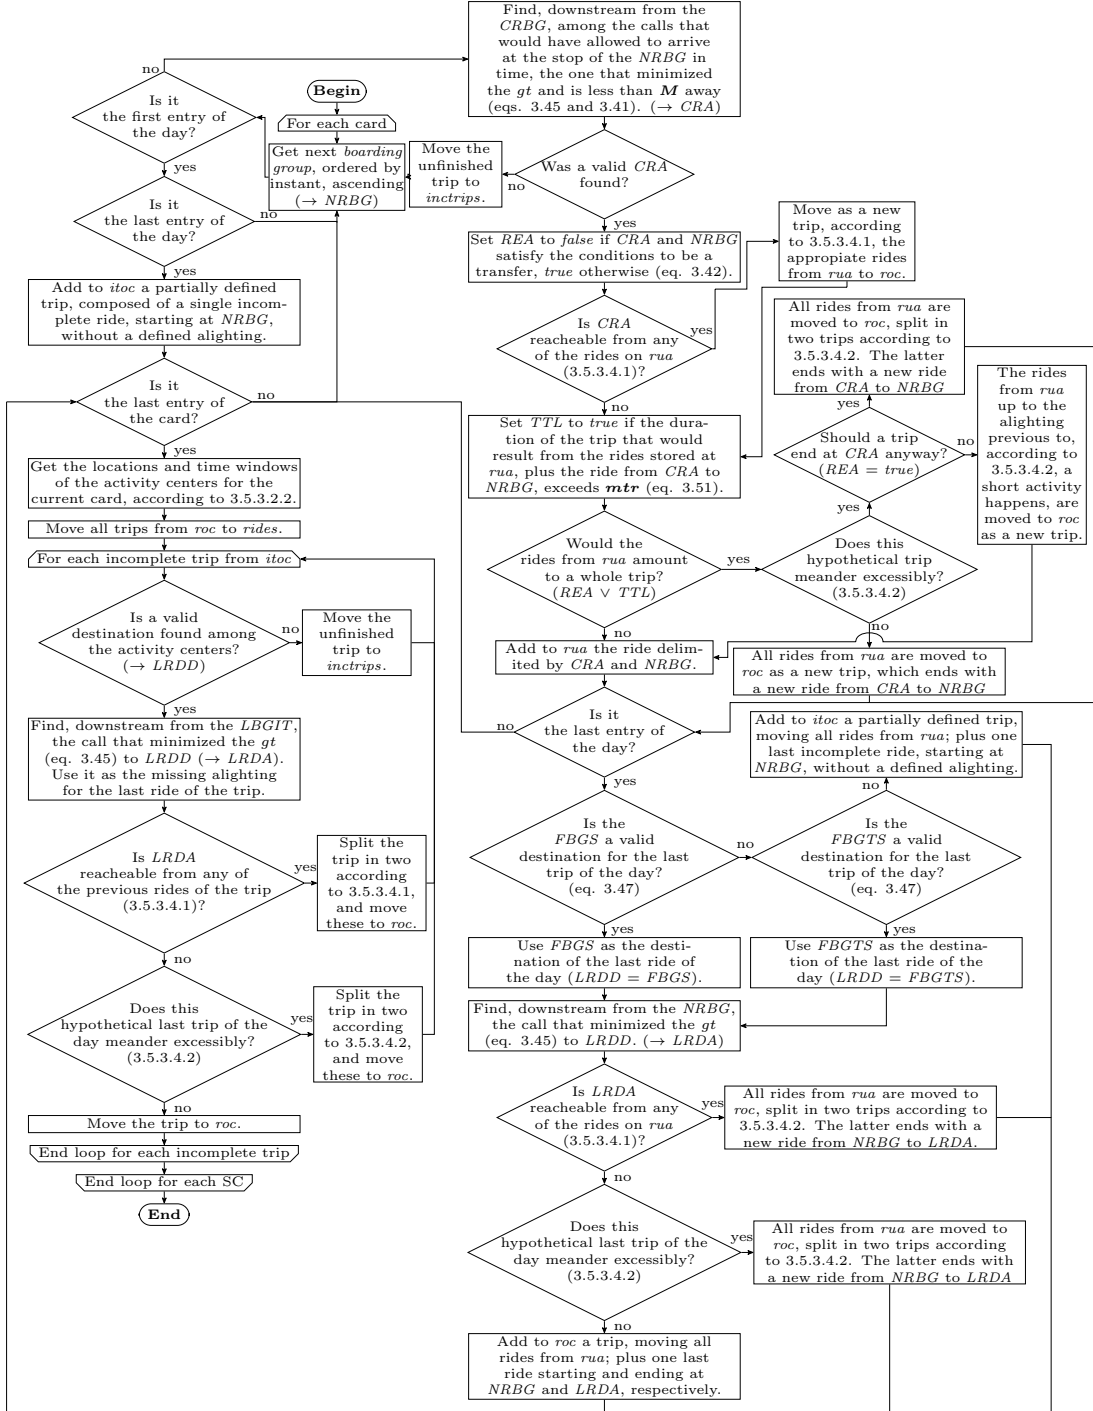 Begin
For each card
Get next boarding
group, ordered by
instant, ascending
(→ NRBG)
no
Is it
the first entry of
the day?
yes
Is it
the last entry of
the day?
no
yes
Add to itoc a partially defined
trip, composed of a single incom-
plete ride, starting at NRBG,
without a defined alighting.
Is it
the last entry of
the card?
no
yes
Get the locations and time windows
of the activity centers for the
current card, according to 3.5.3.2.2.
Move all trips from roc to rides.
For each incomplete trip from itoc
Is a valid
destination found among
the activity centers?
(→ LRDD)
no
Move the
unfinished
trip to
inctrips.
yes
Find, downstream from the LBGIT,
the call that minimized the gt
(eq. 3.45) to LRDD (→ LRDA).
Use it as the missing alighting
for the last ride of the trip.
Is LRDA
reacheable from any of
the previous rides of the trip
(3.5.3.4.1)?
yes
Split the
trip in two
according
to 3.5.3.4.1,
and move
these to roc.
no
Does this
hypothetical last trip of the
day meander excessibly?
(3.5.3.4.2)
yes
Split the
trip in two
according
to 3.5.3.4.2,
and move
these to roc.
no
Move the trip to roc.
End loop for each incomplete trip
End loop for each SC
End
Find, downstream from the
CRBG, among the calls that
would have allowed to arrive
at the stop of the NRBG in
time, the one that minimized
the gt and is less than M away
(eqs. 3.45 and 3.41). (→ CRA)
Was a valid CRA
found?
no
Move the
unfinished
trip to
inctrips.
yes
Set REA to false if CRA and NRBG
satisfy the conditions to be a
transfer, true otherwise (eq. 3.42).
Is CRA
reacheable from any
of the rides on rua
(3.5.3.4.1)?
yes
Move as a new
trip, according
to 3.5.3.4.1, the
appropiate rides
from rua to roc.
no
Set TTL to true if the dura-
tion of the trip that would
result from the rides stored at
rua, plus the ride from CRA to
NRBG, exceeds mtr (eq. 3.51).
Would the
rides from rua amount
to a whole trip?
(REA ∨ TTL)
yes
Does this
hypothetical trip
meander excessibly?
(3.5.3.4.2)
yes
Should a trip
end at CRA anyway?
(REA = true)
yes
All rides from rua are
moved to roc, split in
two trips according to
3.5.3.4.2. The latter
ends with a new ride
from CRA to NRBG
no
The rides
from rua
up to the
alighting
previous to,
according to
3.5.3.4.2, a
short activity
happens, are
moved to roc
as a new trip.
no
All rides from rua are moved to
roc as a new trip, which ends with
a new ride from CRA to NRBG
no
Add to rua the ride delim-
ited by CRA and NRBG.
Is it
the last entry of
the day?
no
yes
Is the
FBGS a valid
destination for the last
trip of the day?
(eq. 3.47)
no
Is the
FBGTS a valid
destination for the last
trip of the day?
(eq. 3.47)
no
Add to itoc a partially defined trip,
moving all rides from rua; plus one
last incomplete ride, starting at
NRBG, without a defined alighting.
yes
Use FBGS as the desti-
nation of the last ride of
the day (LRDD = FBGS).
yes
Use FBGTS as the destina-
tion of the last ride of the
day (LRDD = FBGTS).
Find, downstream from the NRBG,
the call that minimized the gt
(eq. 3.45) to LRDD. (→ LRDA)
Is LRDA
reacheable from any
of the rides on rua
(3.5.3.4.1)?
yes
All rides from rua are moved to
roc, split in two trips according to
3.5.3.4.2. The latter ends with a
new ride from NRBG to LRDA.
no
Does this
hypothetical last trip of the
day meander excessibly?
(3.5.3.4.2)
yes
All rides from rua are moved to
roc, split in two trips according
to 3.5.3.4.2. The latter ends with
a new ride from NRBG to LRDA
no
Add to roc a trip, moving all
rides from rua; plus one last
ride starting and ending at
NRBG and LRDA, respectively.